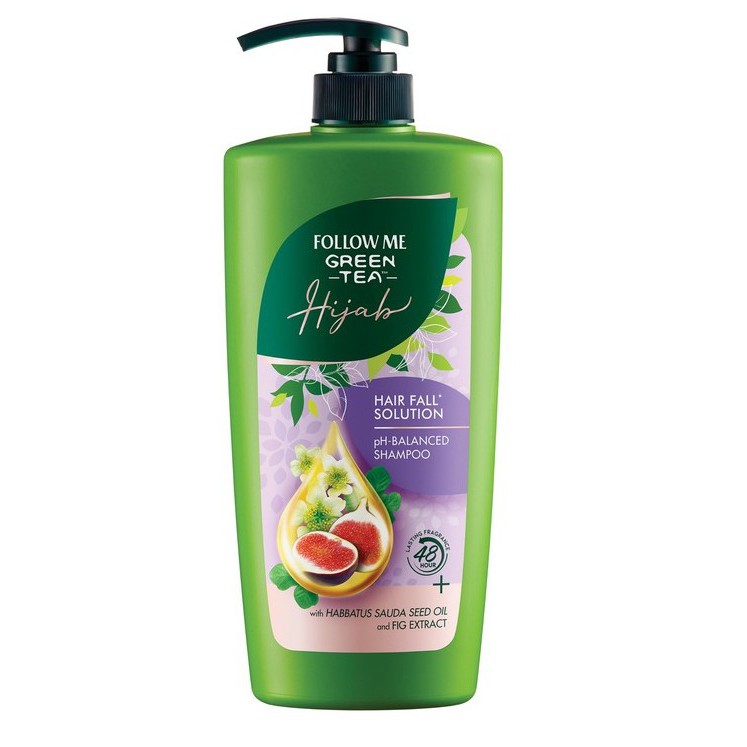 FOLLOW ME
GREEN
TEA™
Hijab
HAIR FALL*
SOLUTION
pH-BALANCED
SHAMPOO
LASTING FRAGRANCE
48
HOUR
+
with HABBATUS SAUDA SEED OIL
and FIG EXTRACT